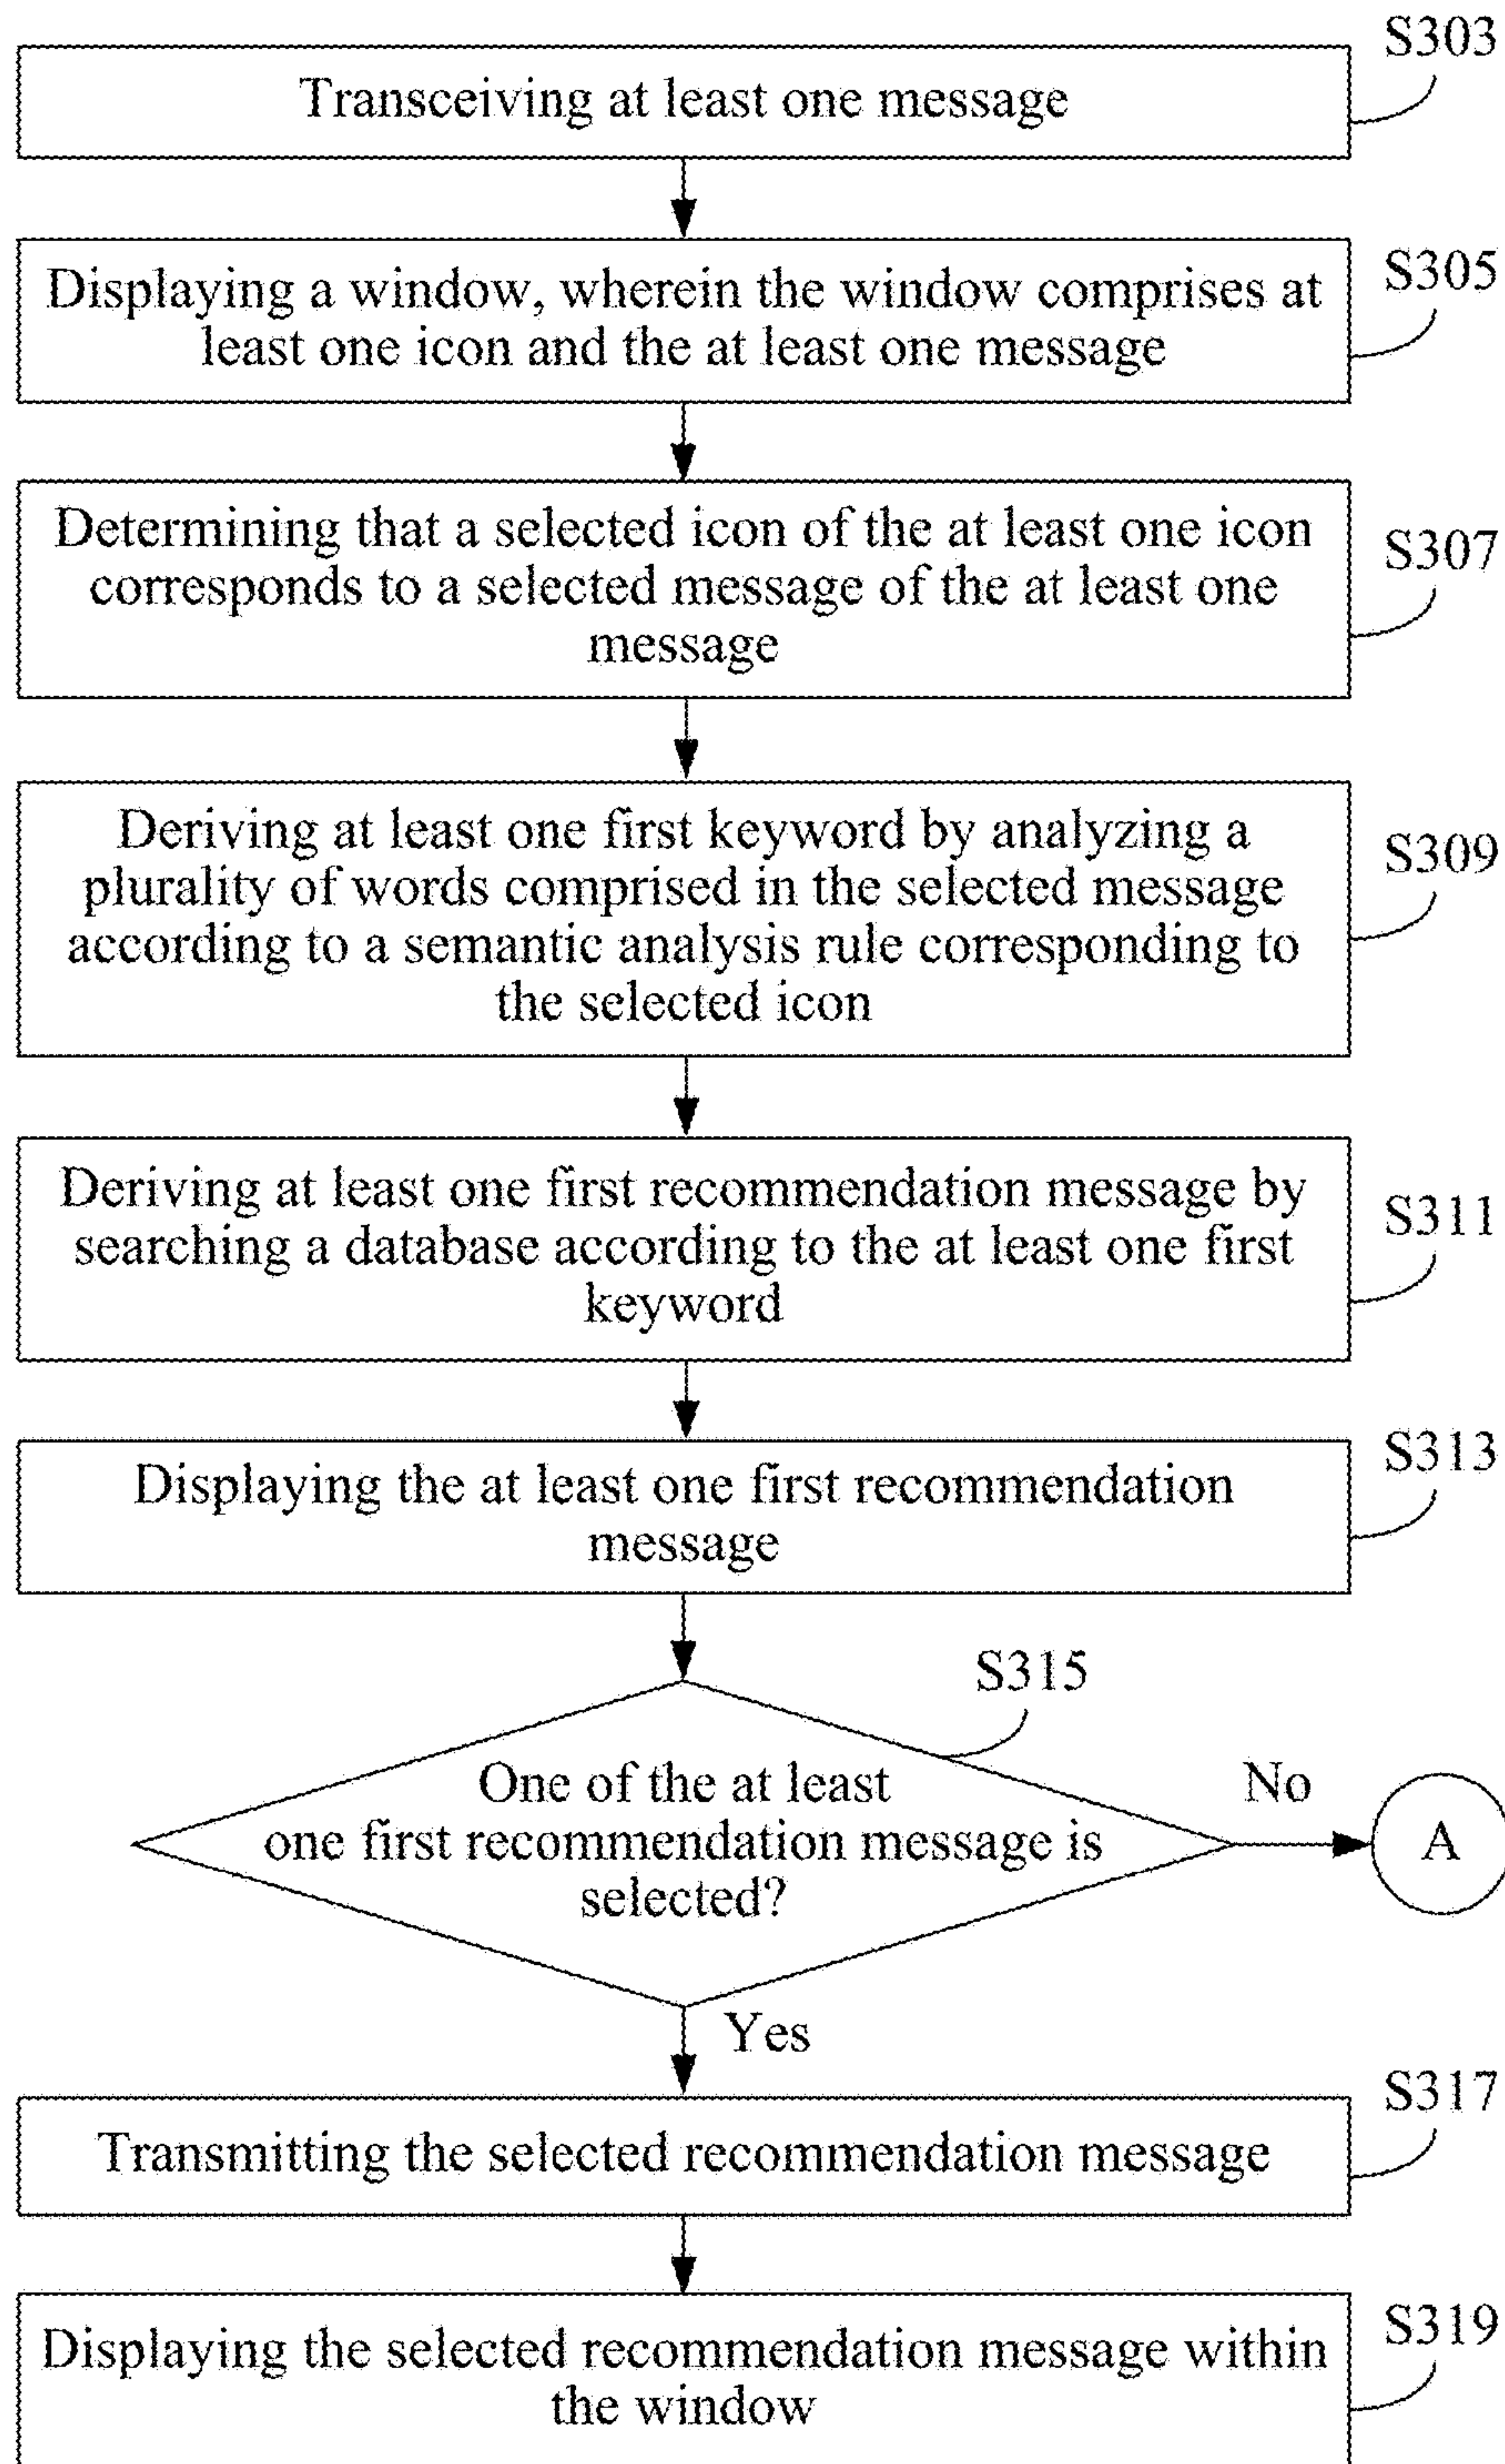 S303
Transceiving at least one message
S305
Displaying a window, wherein the window comprises at
least one icon and the at least one message
S307
Determining that a selected icon of the at least one icon
corresponds to a selected message of the at least one
message
S309
Deriving at least one first keyword by analyzing a
plurality of words comprised in the selected message
according to a semantic analysis rule corresponding to
the selected icon
S311
Deriving at least one first recommendation message by
searching a database according to the at least one first
keyword
S313
Displaying the at least one first recommendation
message
S315
One of the at least
one first recommendation message is
selected?
No
A
Yes
S317
Transmitting the selected recommendation message
S319
Displaying the selected recommendation message within
the window